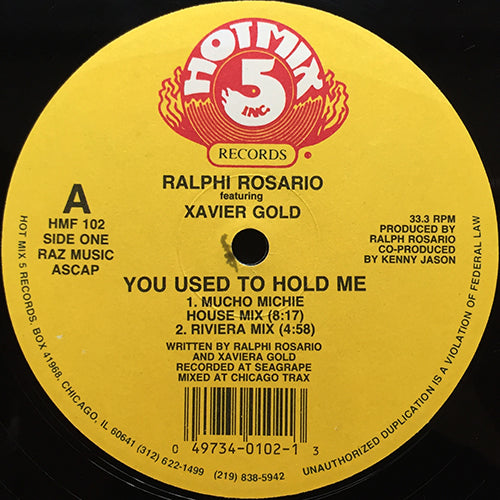 HOT MIX
5
INC.
RECORDS
RALPHI ROSARIO
featuring
XAVIER GOLD
A
HMF 102
SIDE ONE
RAZ MUSIC
ASCAP
33.3 RPM
PRODUCED BY
RALPH ROSARIO
CO-PRODUCED
BY KENNY JASON
YOU USED TO HOLD ME
1. MUCHO MICHIE
HOUSE MIX (8:17)
2. RIVIERA MIX (4:58)
WRITTEN BY RALPHI ROSARIO
AND XAVIERA GOLD
RECORDED AT SEAGRAPE
MIXED AT CHICAGO TRAX
0 49734-0102-1 3
HOT MIX 5 RECORDS, BOX 41968, CHICAGO, IL 60641 (312) 622-1499 (219) 838-5942
UNAUTHORIZED DUPLICATION IS A VIOLATION OF FEDERAL LAW